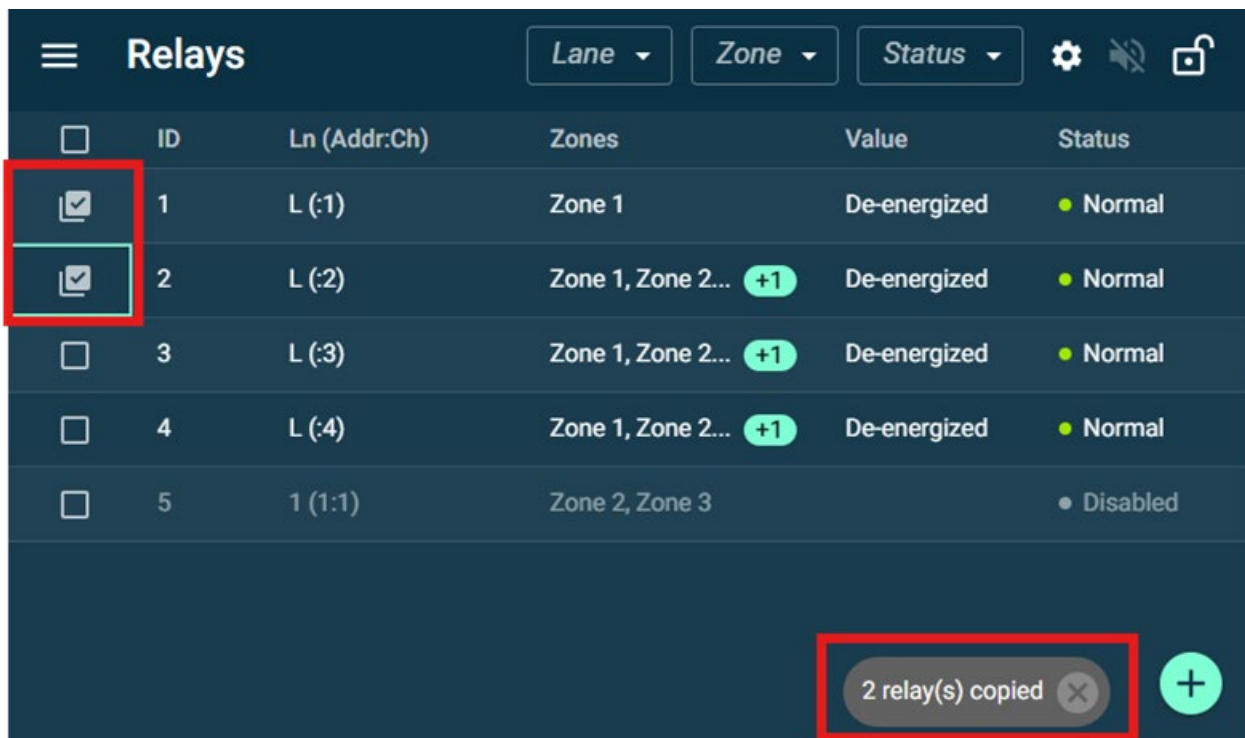 Relays Lane Zone Status
ID Ln (Addr:Ch) Zones Value Status
1 L (:1) Zone 1 De-energized Normal
2 L (:2) Zone 1, Zone 2... +1 De-energized Normal
3 L (:3) Zone 1, Zone 2... +1 De-energized Normal
4 L (:4) Zone 1, Zone 2... +1 De-energized Normal
5 1 (1:1) Zone 2, Zone 3 Disabled
2 relay(s) copied